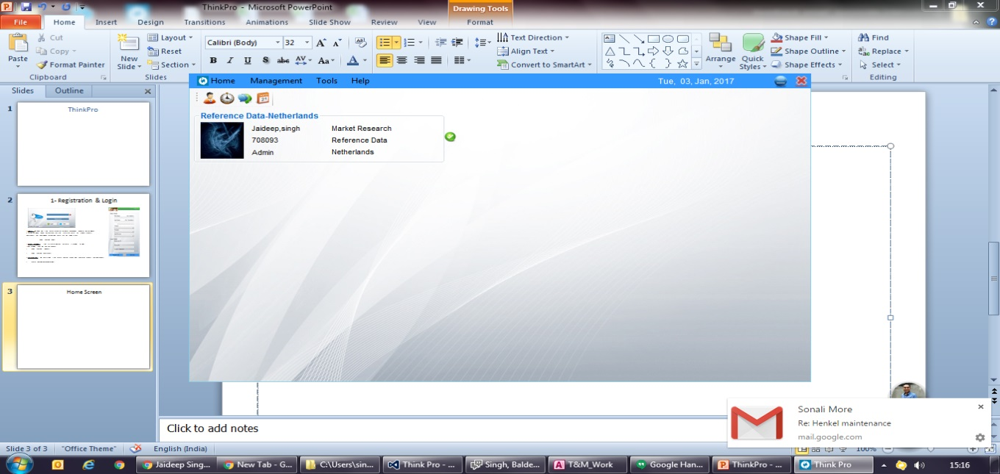 ThinkPro - Microsoft PowerPoint
Drawing Tools
File Home Insert Design Transitions Animations Slide Show Review View Format
Paste
Cut
Copy
Format Painter
Clipboard
New Slide
Layout
Reset
Section
Slides
Calibri (Body) 32
B I U S abc AV Aa A
Text Direction
Align Text
Convert to SmartArt
Arrange
Quick Styles
Shape Fill
Shape Outline
Shape Effects
Find
Replace
Select
Editing
Slides Outline
Home Management Tools Help Tue, 03, Jan, 2017
Reference Data-Netherlands
Jaideep,singh Market Research
708093 Reference Data
Admin Netherlands
1 ThinkPro
2 1- Registration & Login
3 Home Screen
Click to add notes
Sonali More
Re: Henkel maintenance
mail.google.com
Slide 3 of 3 "Office Theme" English (India) 100%
Jaideep Sing... New Tab - G... C:\Users\sin... Think Pro - ... Singh, Balde... T&M_Work Google Han... ThinkPro - ... Think Pro 15:16